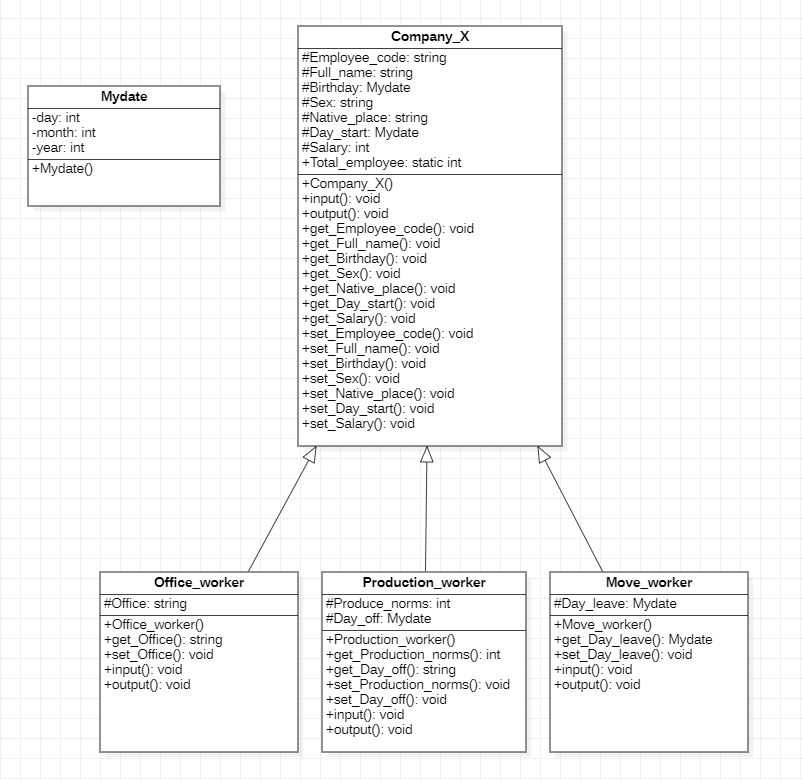 Mydate
-day: int
-month: int
-year: int
+Mydate()
Company_X
#Employee_code: string
#Full_name: string
#Birthday: Mydate
#Sex: string
#Native_place: string
#Day_start: Mydate
#Salary: int
+Total_employee: static int
+Company_X()
+input(): void
+output(): void
+get_Employee_code(): void
+get_Full_name(): void
+get_Birthday(): void
+get_Sex(): void
+get_Native_place(): void
+get_Day_start(): void
+get_Salary(): void
+set_Employee_code(): void
+set_Full_name(): void
+set_Birthday(): void
+set_Sex(): void
+set_Native_place(): void
+set_Day_start(): void
+set_Salary(): void
Office_worker
#Office: string
+Office_worker()
+get_Office(): string
+set_Office(): void
+input(): void
+output(): void
Production_worker
#Produce_norms: int
#Day_off: Mydate
+Production_worker()
+get_Production_norms(): int
+get_Day_off(): string
+set_Production_norms(): void
+set_Day_off(): void
+input(): void
+output(): void
Move_worker
#Day_leave: Mydate
+Move_worker()
+get_Day_leave(): Mydate
+set_Day_leave(): void
+input(): void
+output(): void